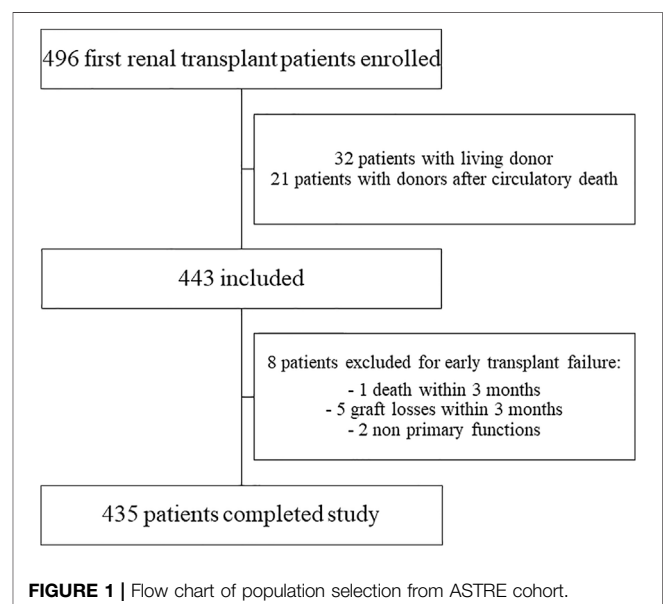 496 first renal transplant patients enrolled
32 patients with living donor
21 patients with donors after circulatory death
443 included
8 patients excluded for early transplant failure:
- 1 death within 3 months
- 5 graft losses within 3 months
- 2 non primary functions
435 patients completed study
FIGURE 1 | Flow chart of population selection from ASTRE cohort.